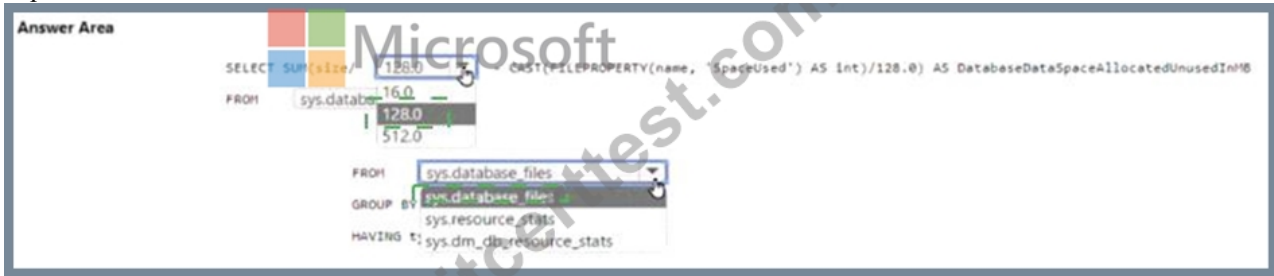 Answer Area
Microsoft
SELECT SUM(size/ 128.0 - CAST(FILEPROPERTY(name, 'SpaceUsed') AS int)/128.0) AS DatabaseDataSpaceAllocatedUnusedInMB
16.0
FROM sys.databa
128.0
512.0
FROM sys.database_files
sys.database_files
GROUP BY
sys.resource_stats
HAVING
sys.dm_db_resource_stats